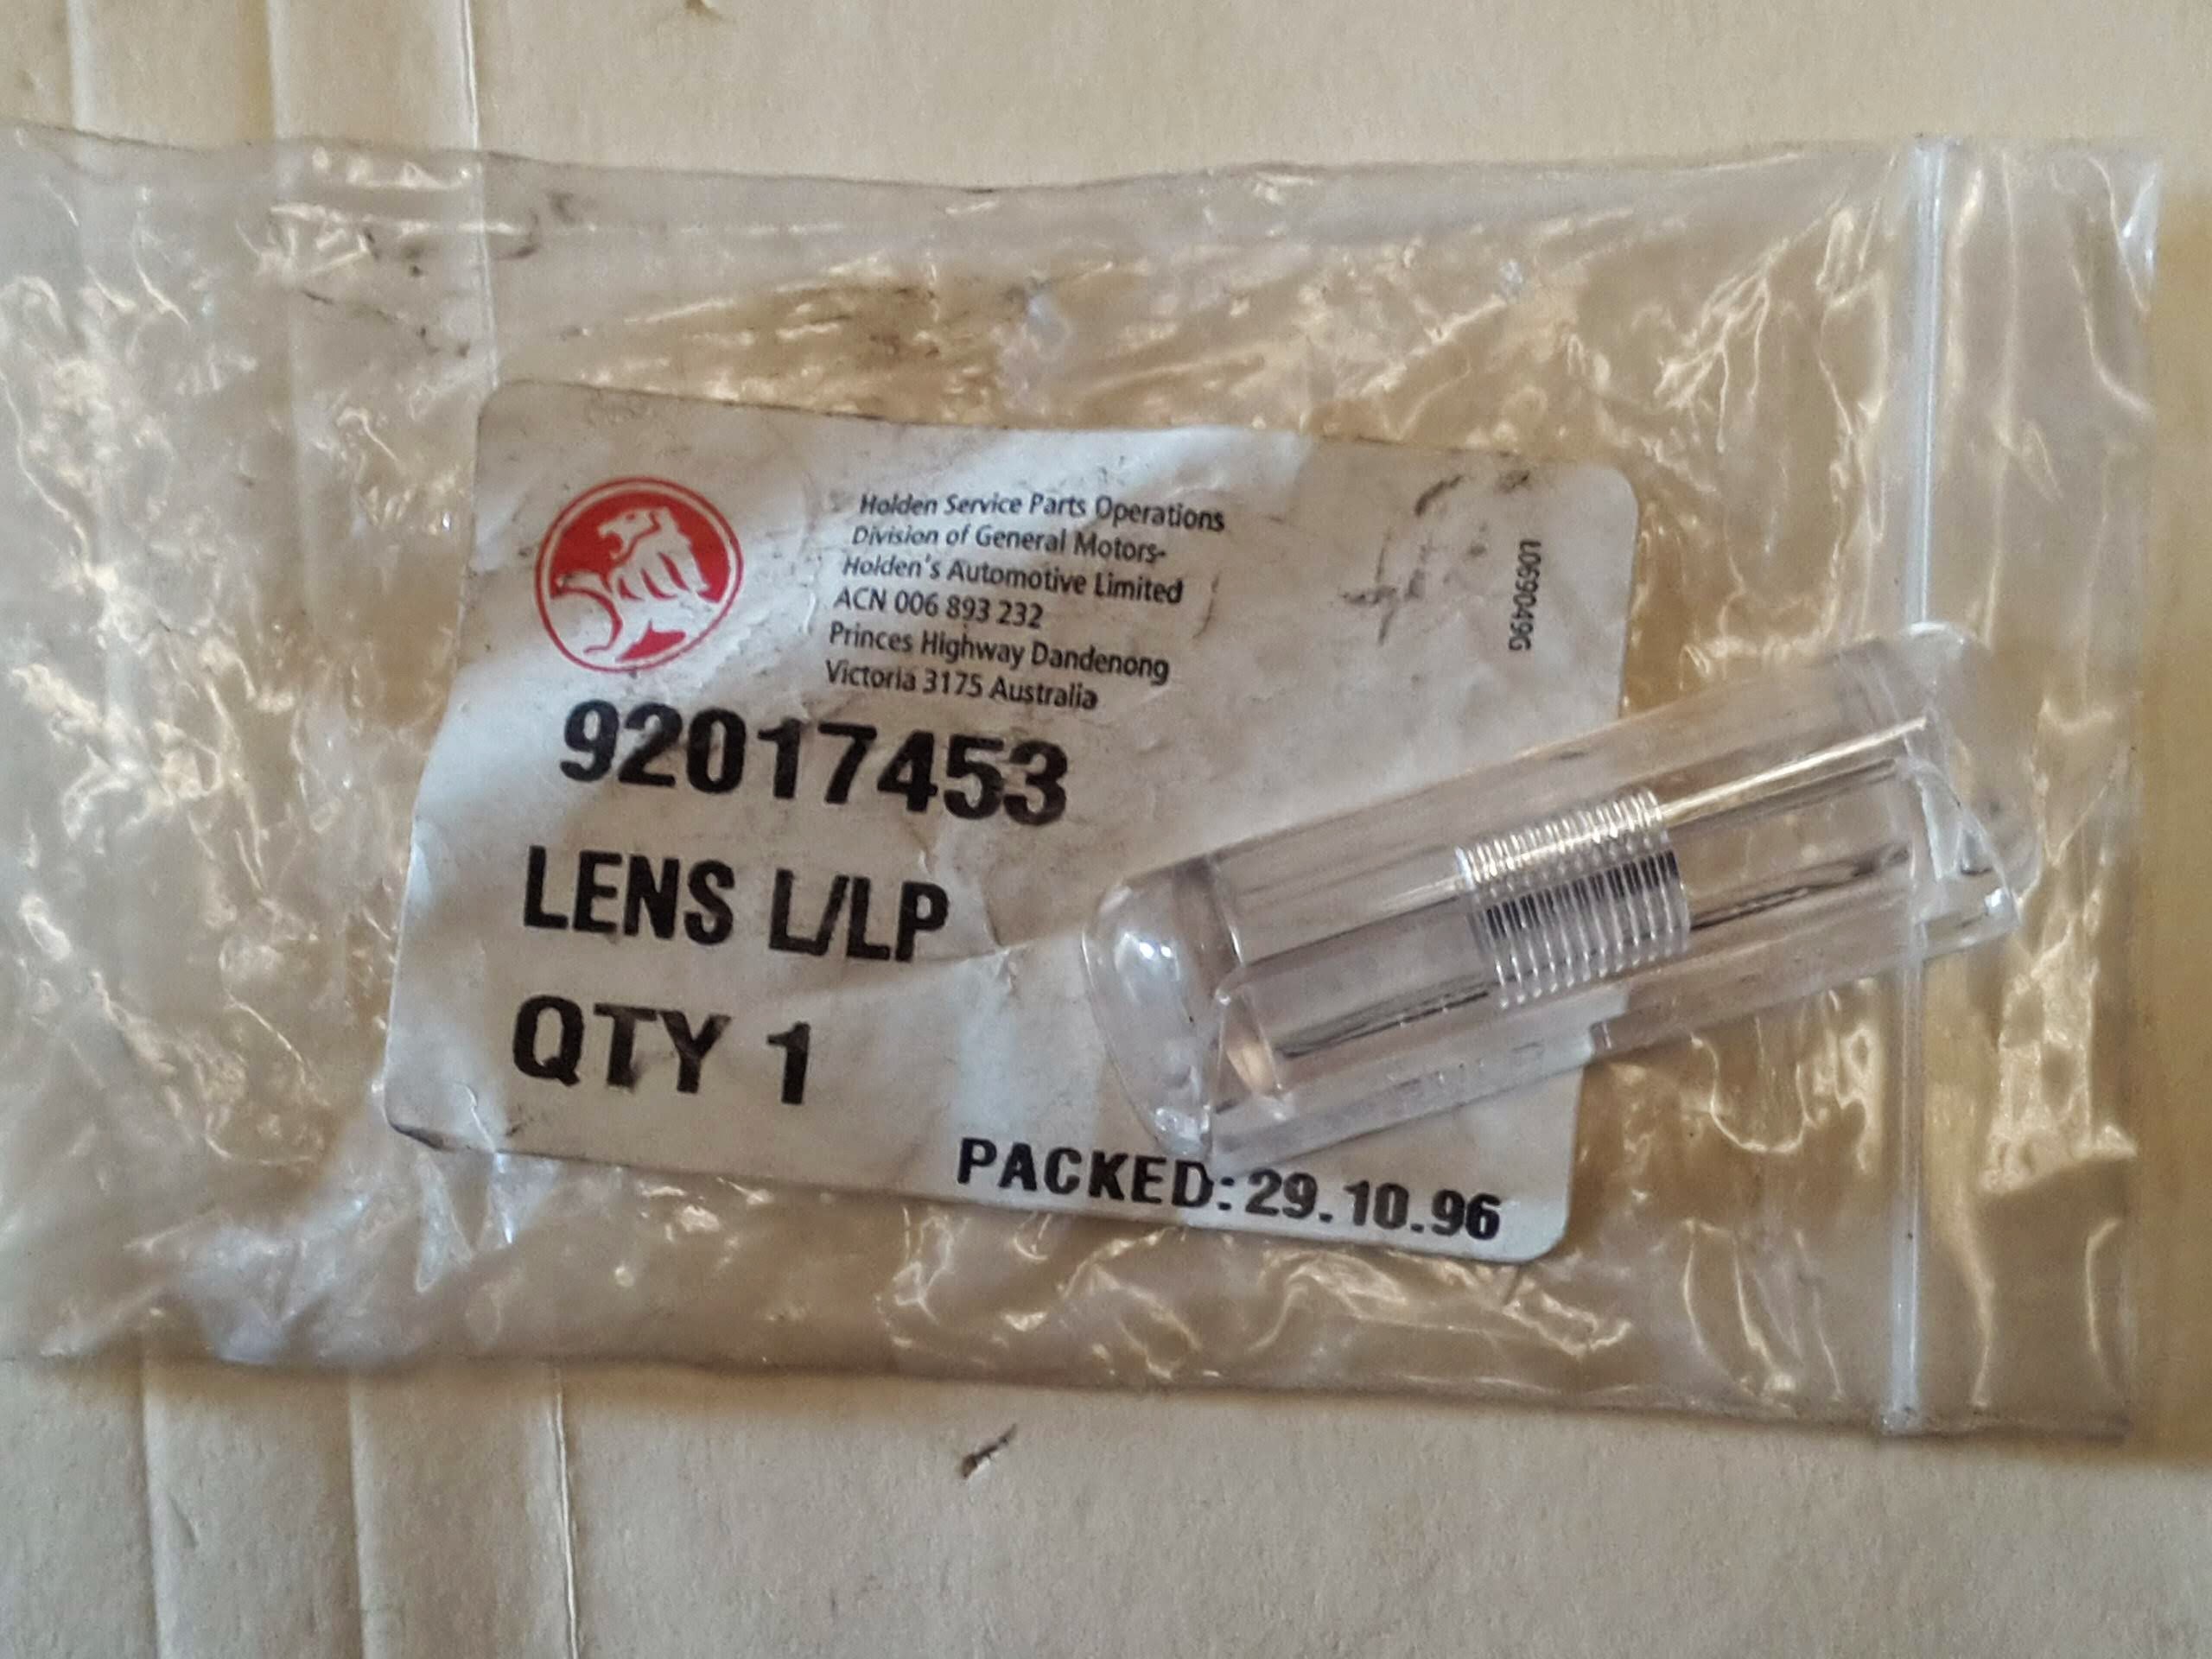 Holden Service Parts Operations
Division of General Motors-
Holden's Automotive Limited
ACN 006 893 232
Princes Highway Dandenong
Victoria 3175 Australia
L069049G
92017453
LENS L/LP
QTY 1
PACKED: 29.10.96